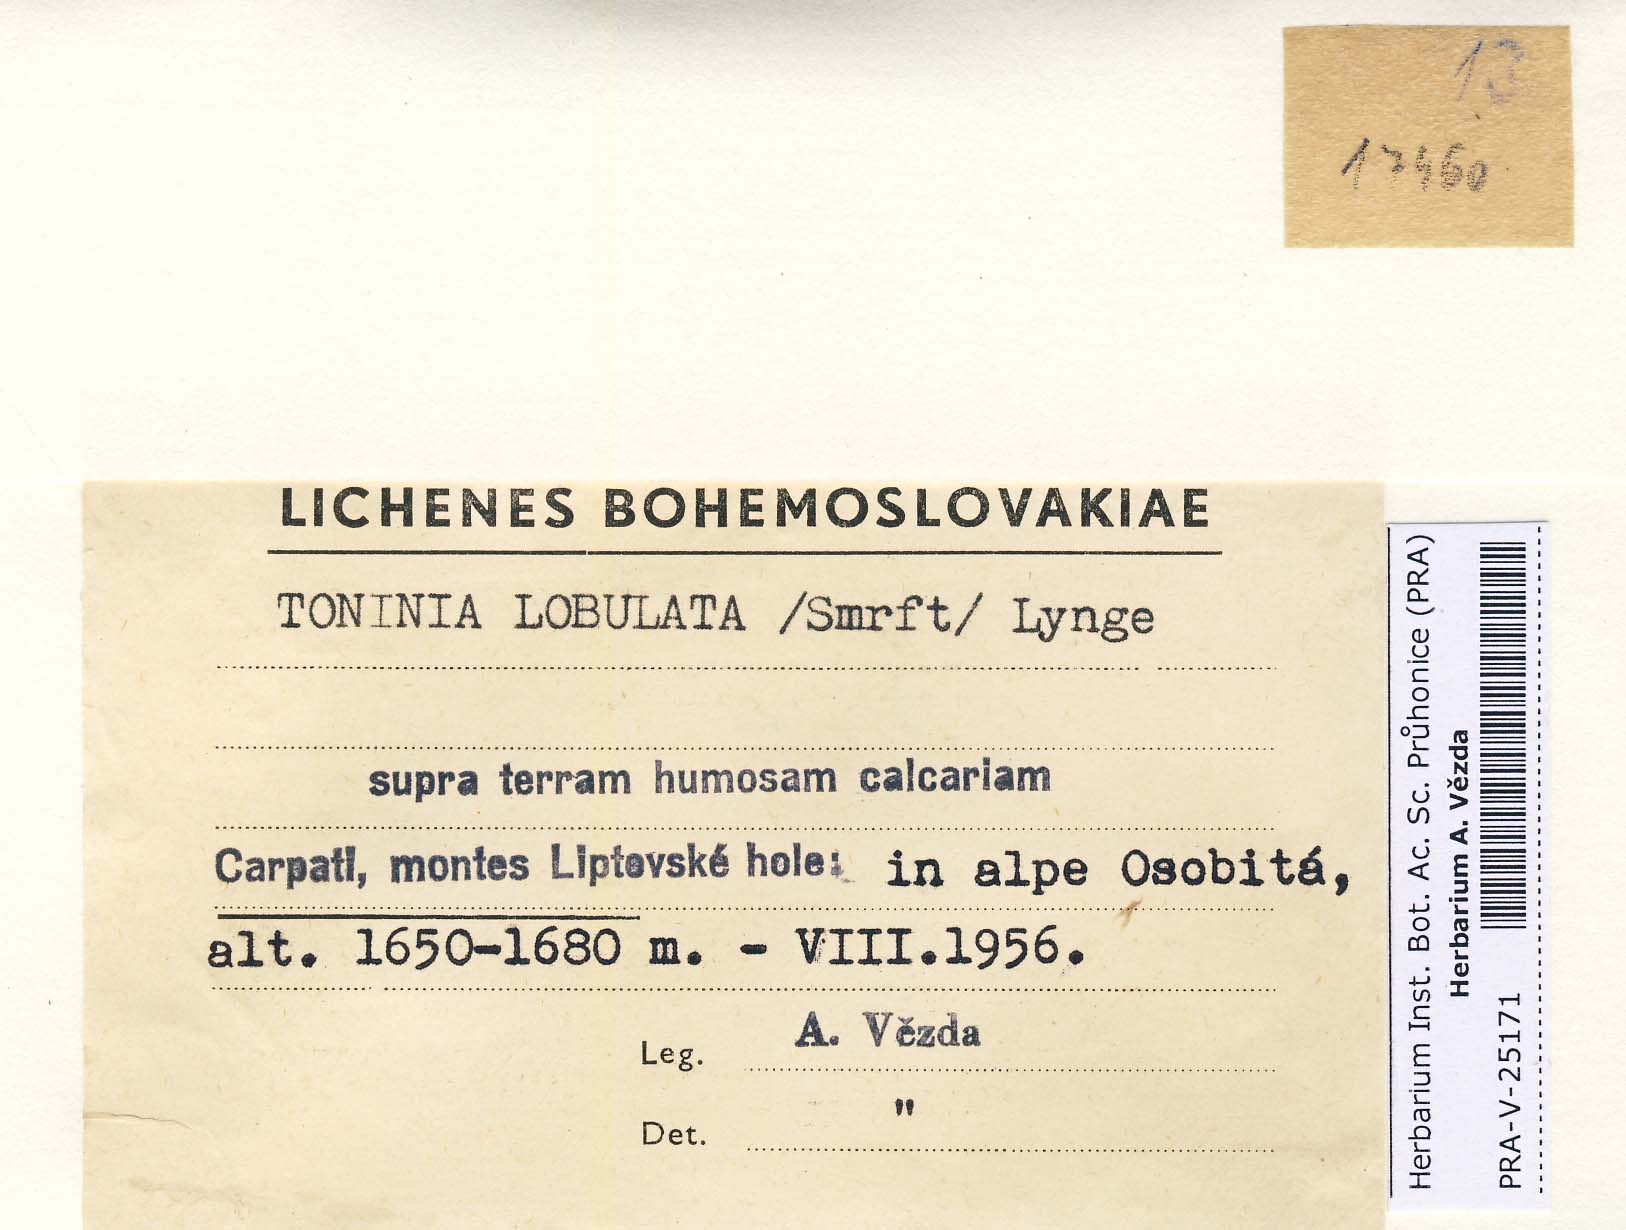 13
17460
LICHENES BOHEMOSLOVAKIAE
TONINIA LOBULATA /Smrft/ Lynge
supra terram humosam calcariam
Carpati, montes Liptovské hole: in alpe Osobitá,
alt. 1650-1680 m. - VIII.1956.
Leg. A. Vězda
Det. "
Herbarium Inst. Bot. Ac. Sc. Průhonice (PRA)
Herbarium A. Vězda
PRA-V-25171